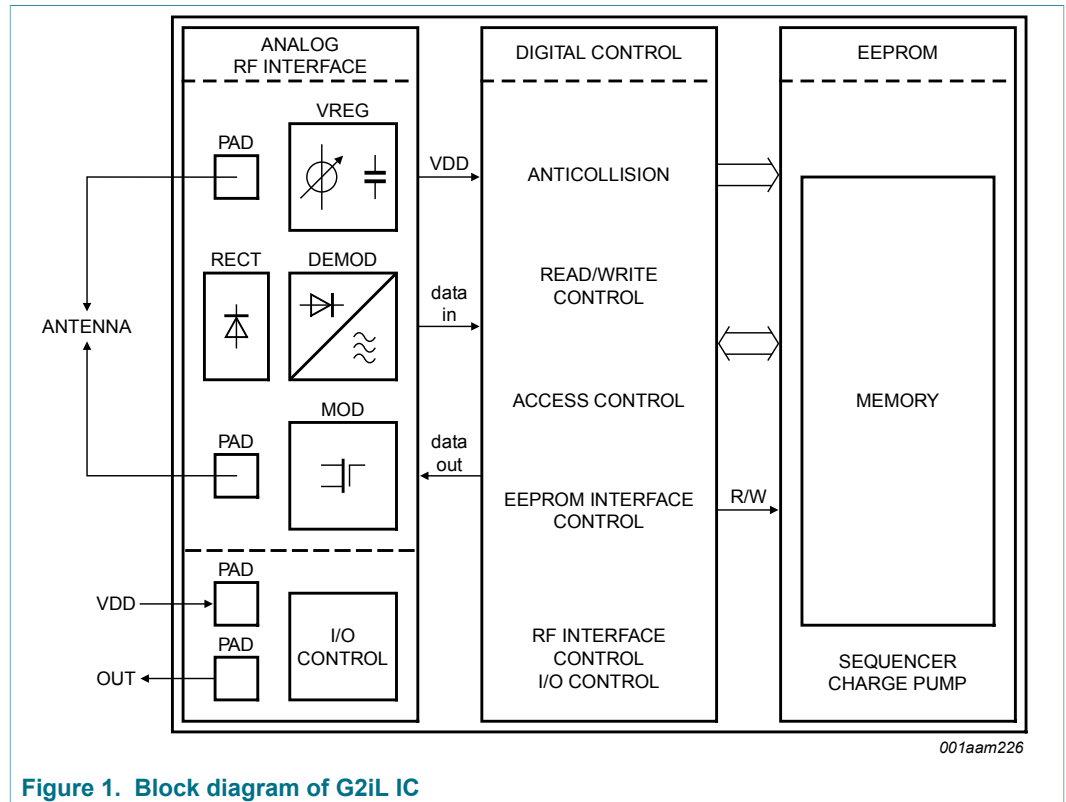 ANALOG
RF INTERFACE
VREG
PAD
RECT
DEMOD
ANTENNA
MOD
PAD
PAD
VDD
I/O
CONTROL
PAD
OUT
VDD
data
in
data
out
DIGITAL CONTROL
ANTICOLLISION
READ/WRITE
CONTROL
ACCESS CONTROL
EEPROM INTERFACE
CONTROL
RF INTERFACE
CONTROL
I/O CONTROL
R/W
EEPROM
MEMORY
SEQUENCER
CHARGE PUMP
001aam226
Figure 1. Block diagram of G2iL IC